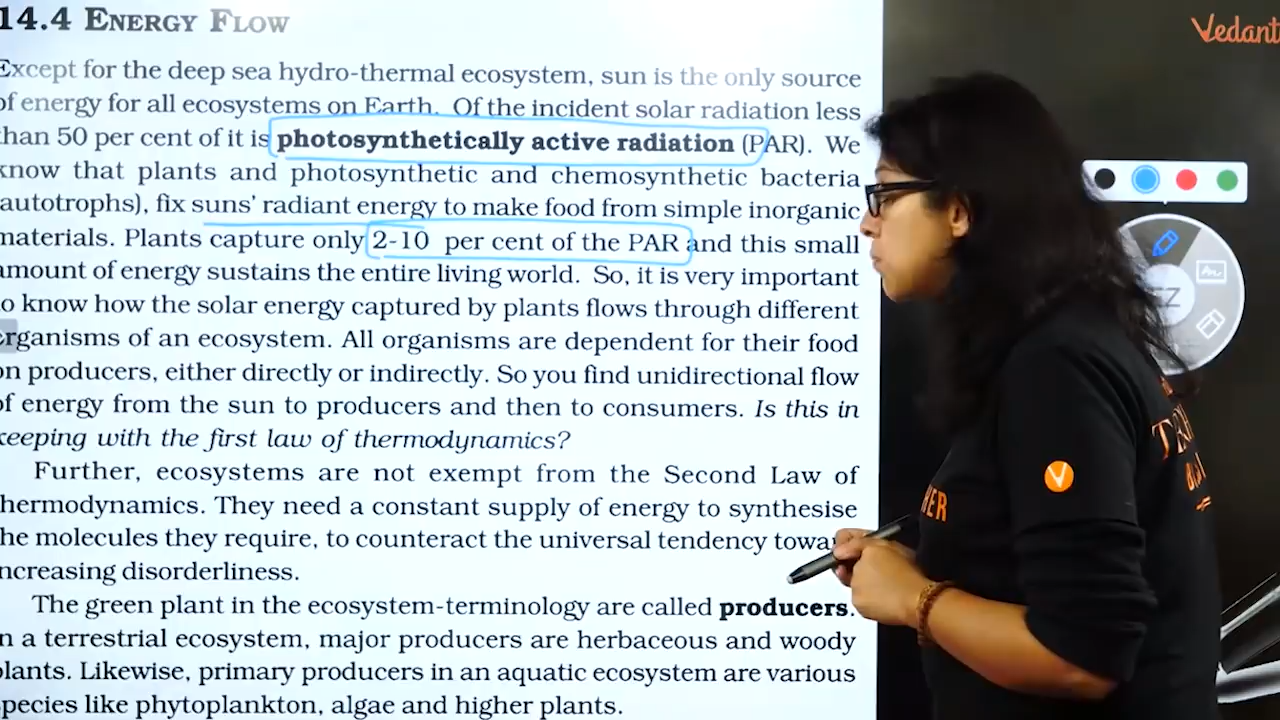 14.4 ENERGY FLOW
Except for the deep sea hydro-thermal ecosystem, sun is the only source
of energy for all ecosystems on Earth. Of the incident solar radiation less
than 50 per cent of it is photosynthetically active radiation (PAR). We
know that plants and photosynthetic and chemosynthetic bacteria
(autotrophs), fix suns' radiant energy to make food from simple inorganic
materials. Plants capture only 2-10 per cent of the PAR and this small
amount of energy sustains the entire living world. So, it is very important
to know how the solar energy captured by plants flows through different
organisms of an ecosystem. All organisms are dependent for their food
on producers, either directly or indirectly. So you find unidirectional flow
of energy from the sun to producers and then to consumers. Is this in
keeping with the first law of thermodynamics?
Further, ecosystems are not exempt from the Second Law of
thermodynamics. They need a constant supply of energy to synthesise
the molecules they require, to counteract the universal tendency towa
increasing disorderliness.
The green plant in the ecosystem-terminology are called producers.
In a terrestrial ecosystem, major producers are herbaceous and woody
plants. Likewise, primary producers in an aquatic ecosystem are various
species like phytoplankton, algae and higher plants.
Vedant
EZ
V
HER